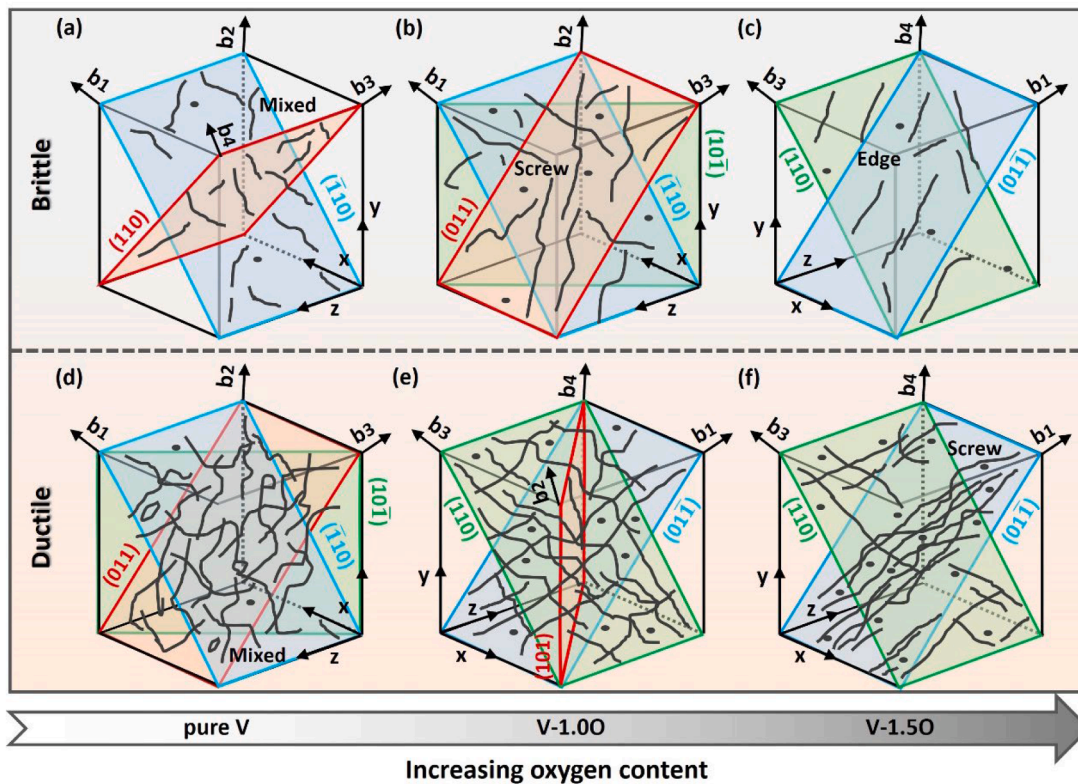 (a)
b2
b1
Mixed
b3
b4
(110)
(1̄10)
y
x
z
(b)
b2
b1
b3
Screw
(011)
(1̄10)
(101̄)
y
x
z
(c)
b4
b3
b1
Edge
(110)
(011̄)
y
z
x
Brittle
(d)
b2
b1
b3
(011)
(1̄10)
(101̄)
x
Mixed
z
(e)
b4
b3
b1
b2
(110)
(011̄)
y
z
x
(101)
(f)
b4
Screw
b3
b1
(110)
(011̄)
y
z
x
Ductile
pure V
V-1.0O
V-1.5O
Increasing oxygen content